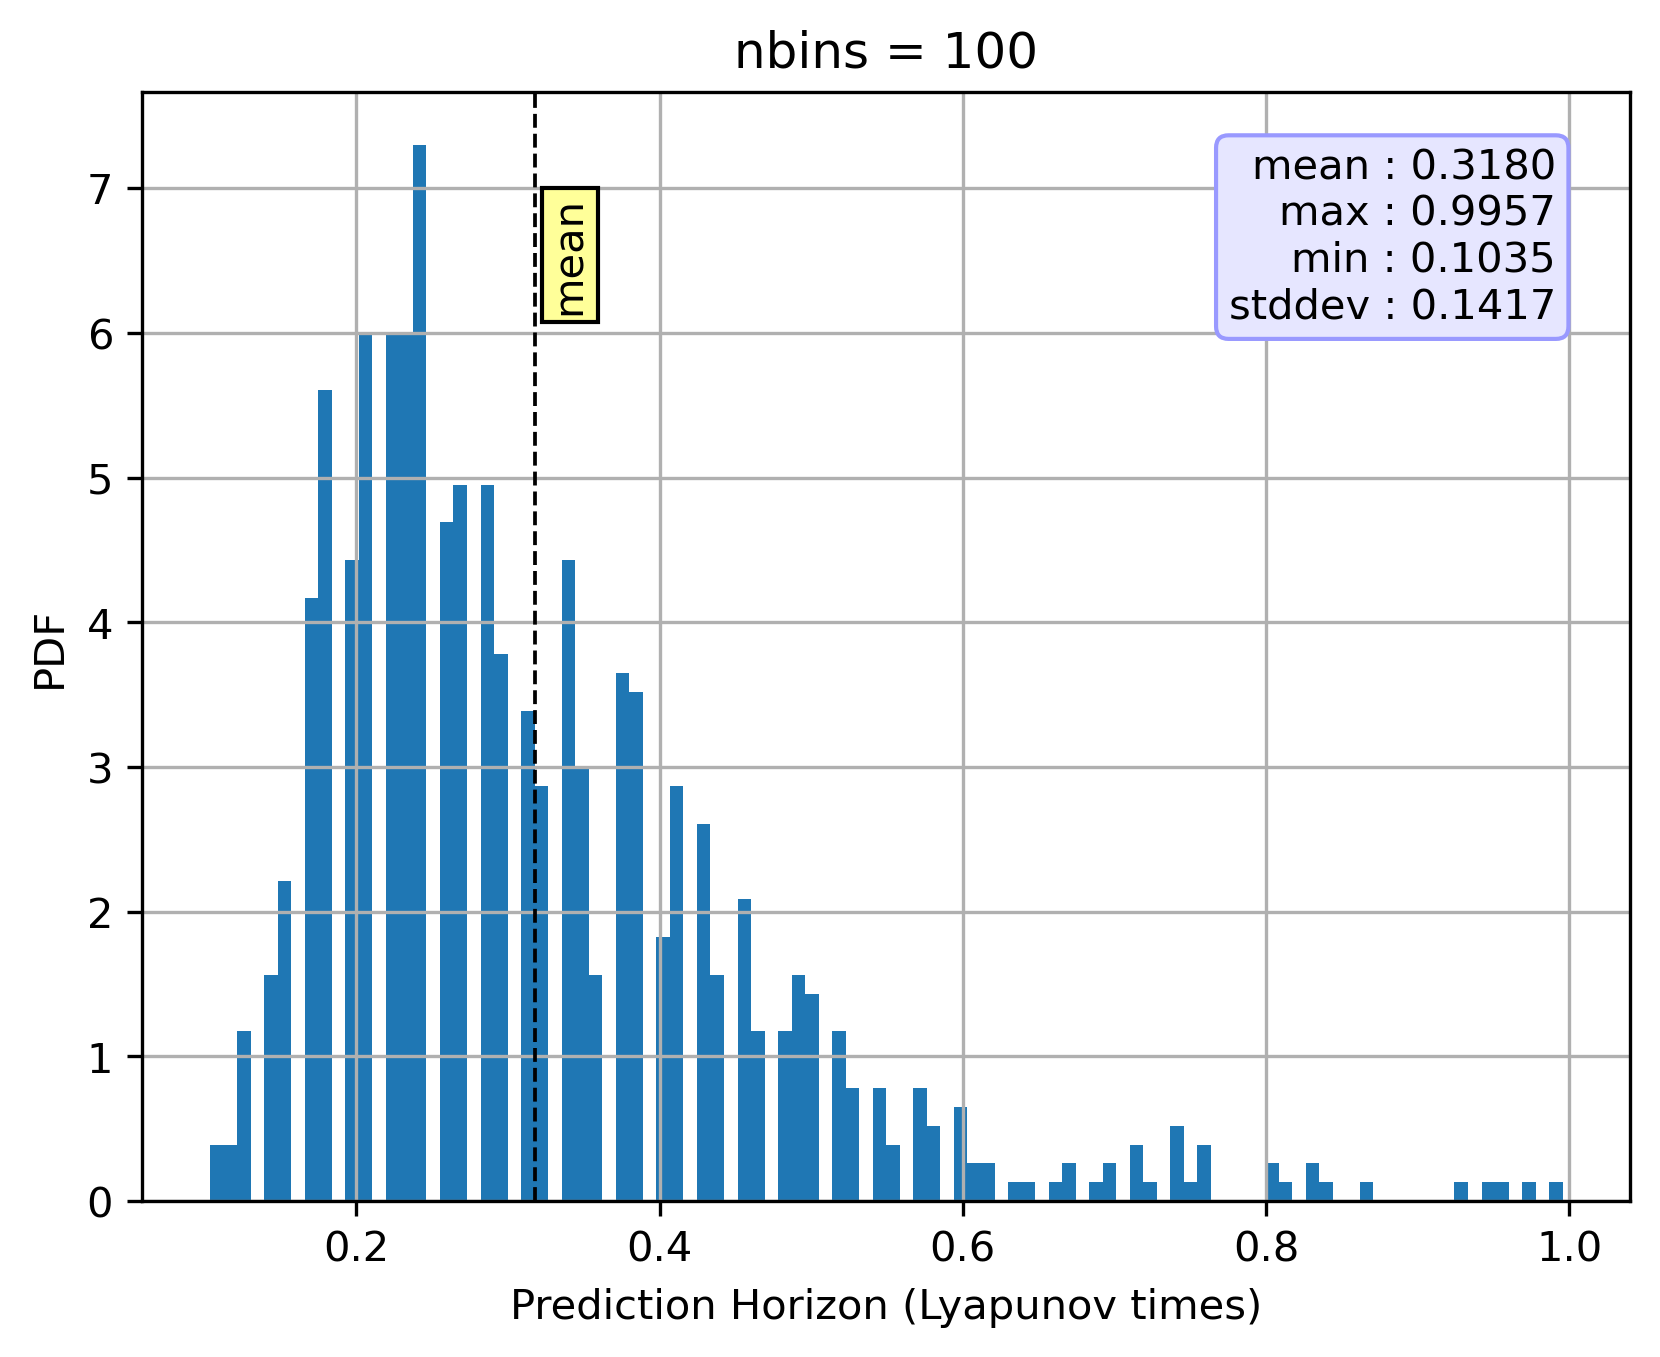 nbins = 100
mean : 0.3180
max : 0.9957
min : 0.1035
stddev : 0.1417
mean
PDF
7
6
5
4
3
2
1
0
0.2 0.4 0.6 0.8 1.0
Prediction Horizon (Lyapunov times)